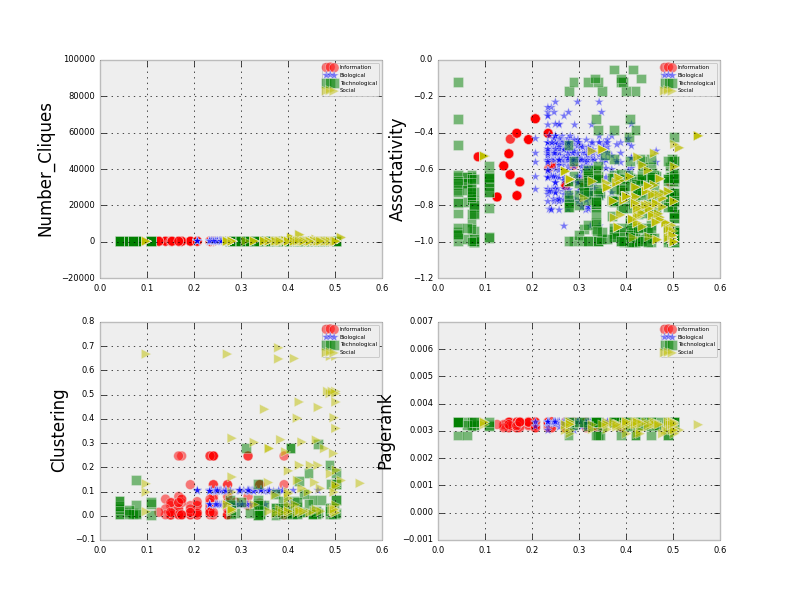 Number_Cliques
100000
80000
60000
40000
20000
0
−20000
0.0 0.1 0.2 0.3 0.4 0.5 0.6
Information
Biological
Technological
Social
Assortativity
0.0
−0.2
−0.4
−0.6
−0.8
−1.0
−1.2
0.0 0.1 0.2 0.3 0.4 0.5 0.6
Information
Biological
Technological
Social
Clustering
0.8
0.7
0.6
0.5
0.4
0.3
0.2
0.1
0.0
−0.1
0.0 0.1 0.2 0.3 0.4 0.5 0.6
Information
Biological
Technological
Social
Pagerank
0.007
0.006
0.005
0.004
0.003
0.002
0.001
0.000
−0.001
0.0 0.1 0.2 0.3 0.4 0.5 0.6
Information
Biological
Technological
Social